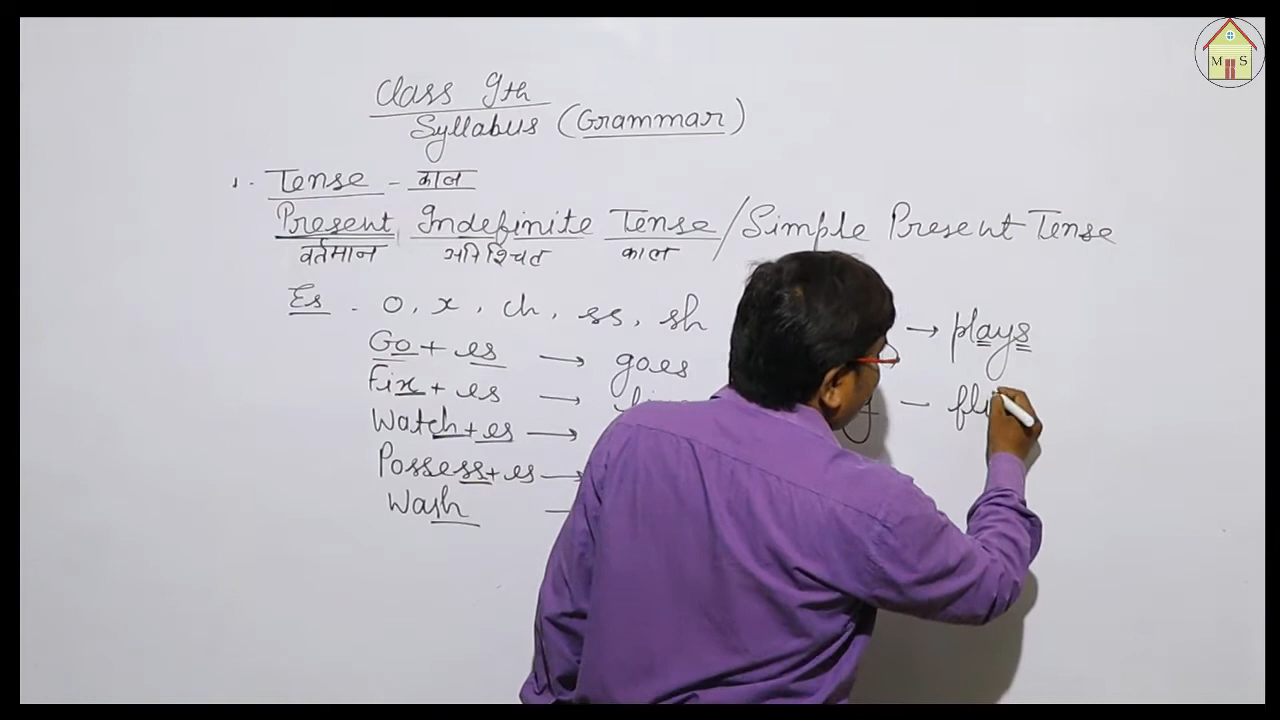 Class 9th
Syllabus (Grammar)
1. Tense - काल
Present Indefinite Tense / Simple Present Tense
वर्तमान अनिश्चित काल
Es - o, x, ch, ss, sh
Go + es → goes
→ plays
Fix + es →
- fli
Watch + es →
Possess + es →
Wash
M S